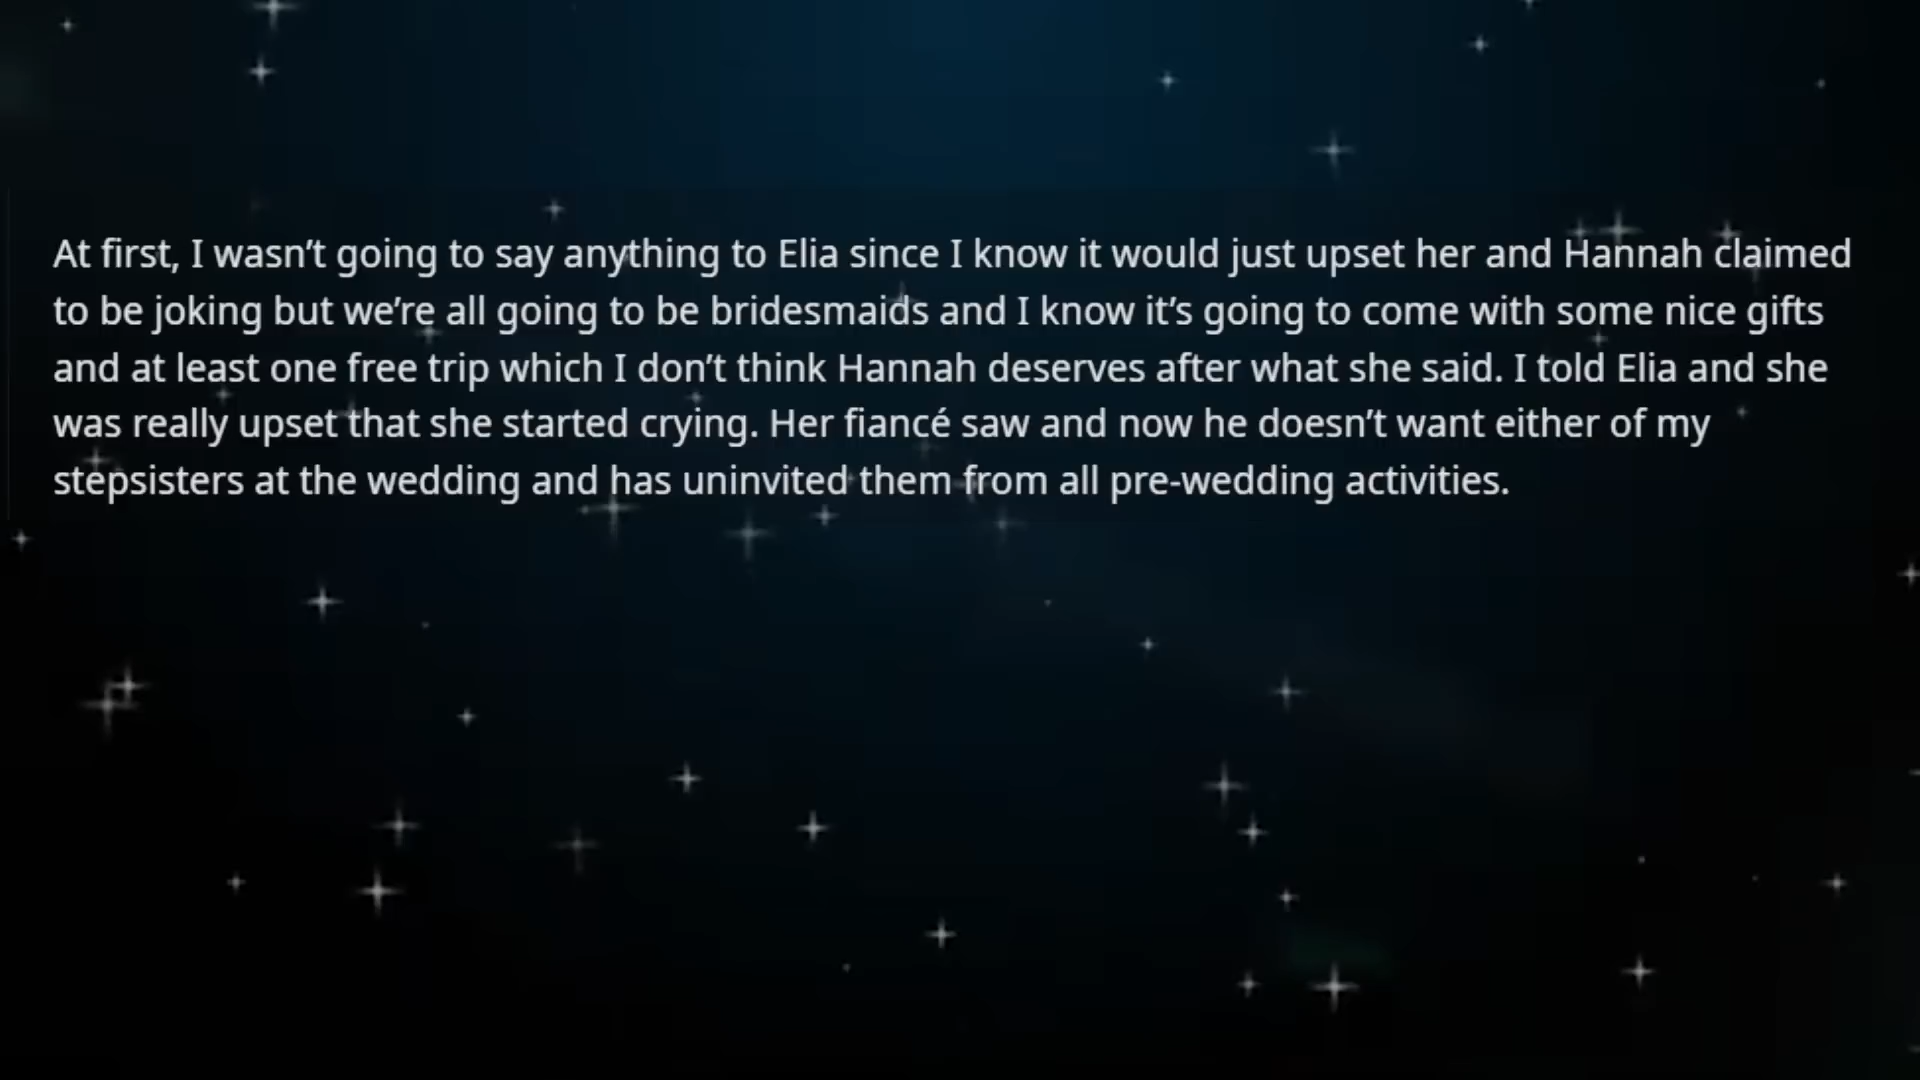 At first, I wasn’t going to say anything to Elia since I know it would just upset her and Hannah claimed
to be joking but we’re all going to be bridesmaids and I know it’s going to come with some nice gifts
and at least one free trip which I don’t think Hannah deserves after what she said. I told Elia and she
was really upset that she started crying. Her fiancé saw and now he doesn’t want either of my
stepsisters at the wedding and has uninvited them from all pre-wedding activities.